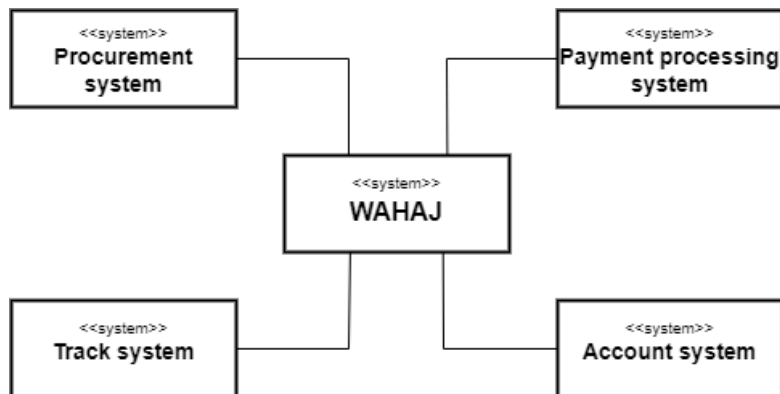 <<system>>
Procurement
system
<<system>>
Payment processing
system
<<system>>
WAHAJ
<<system>>
Track system
<<system>>
Account system